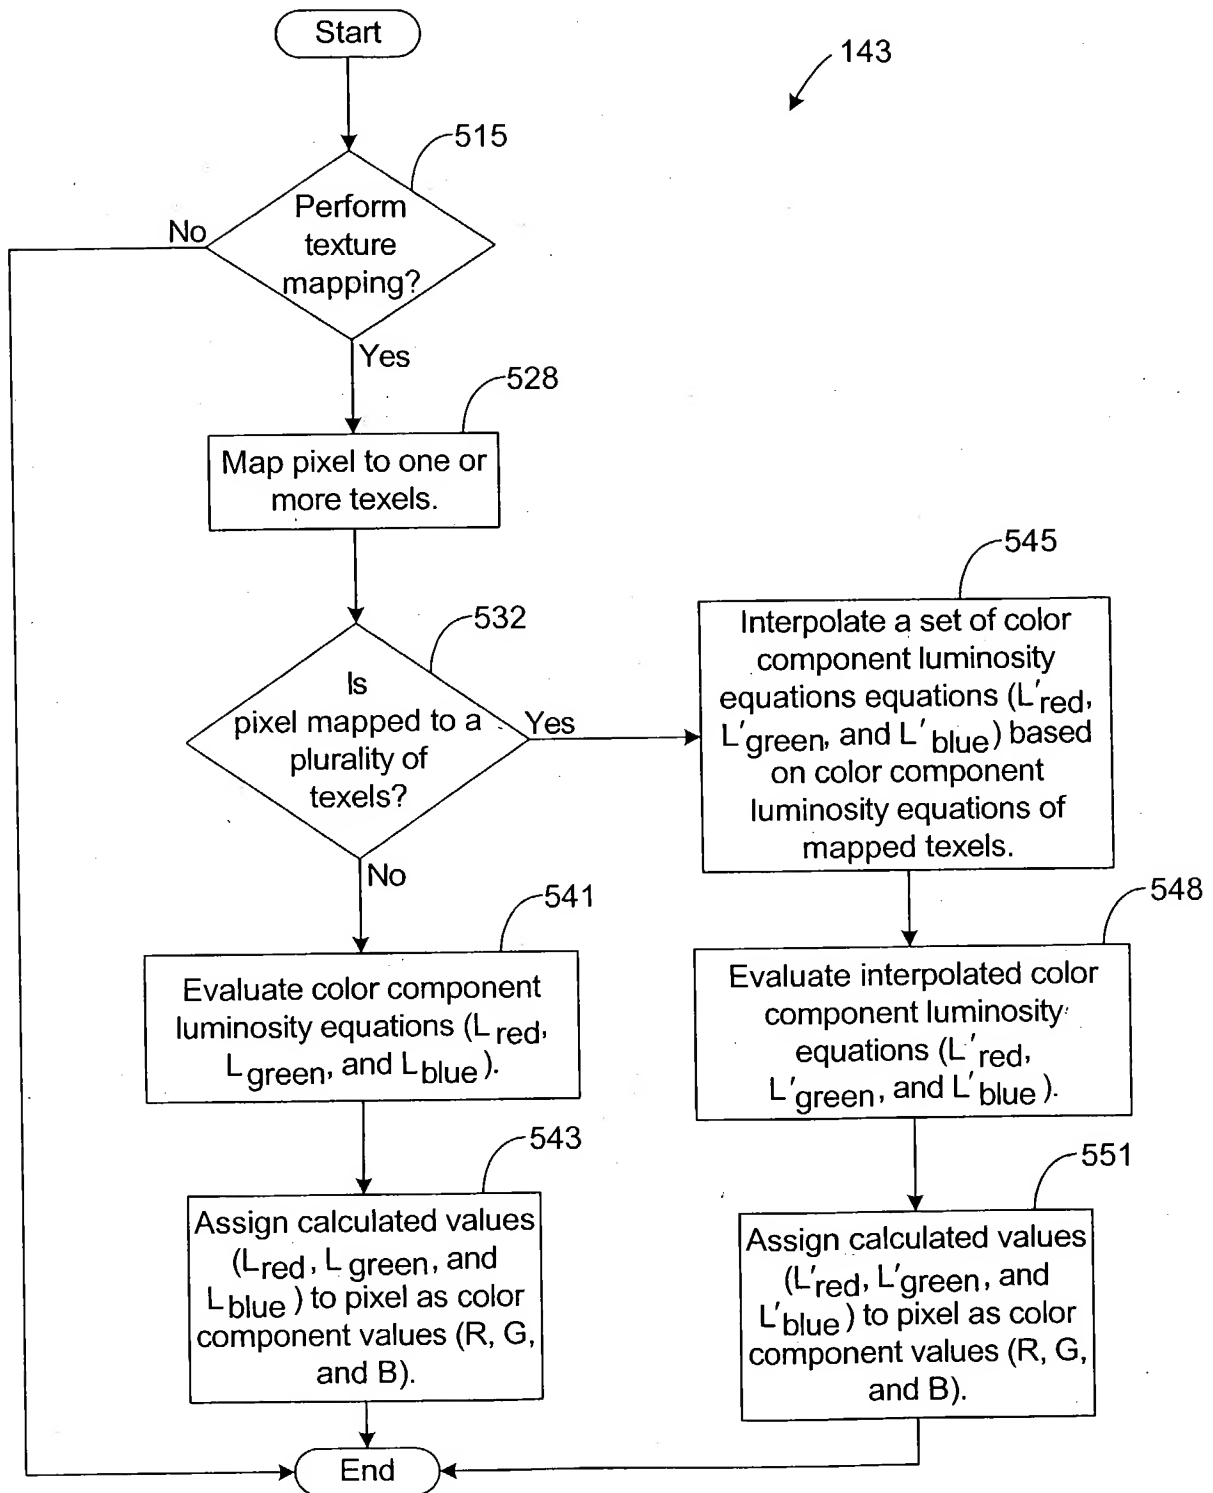 Start
143
515
Perform
texture
mapping?
No
Yes
528
Map pixel to one or
more texels.
532
Is
pixel mapped to a
plurality of
texels?
Yes
No
545
Interpolate a set of color
component luminosity
equations equations (L′red,
L′green, and L′blue) based
on color component
luminosity equations of
mapped texels.
541
Evaluate color component
luminosity equations (Lred,
Lgreen, and Lblue).
548
Evaluate interpolated color
component luminosity
equations (L′red,
L′green, and L′blue).
543
Assign calculated values
(Lred, Lgreen, and
Lblue) to pixel as color
component values (R, G,
and B).
551
Assign calculated values
(L′red, L′green, and
L′blue) to pixel as color
component values (R, G,
and B).
End